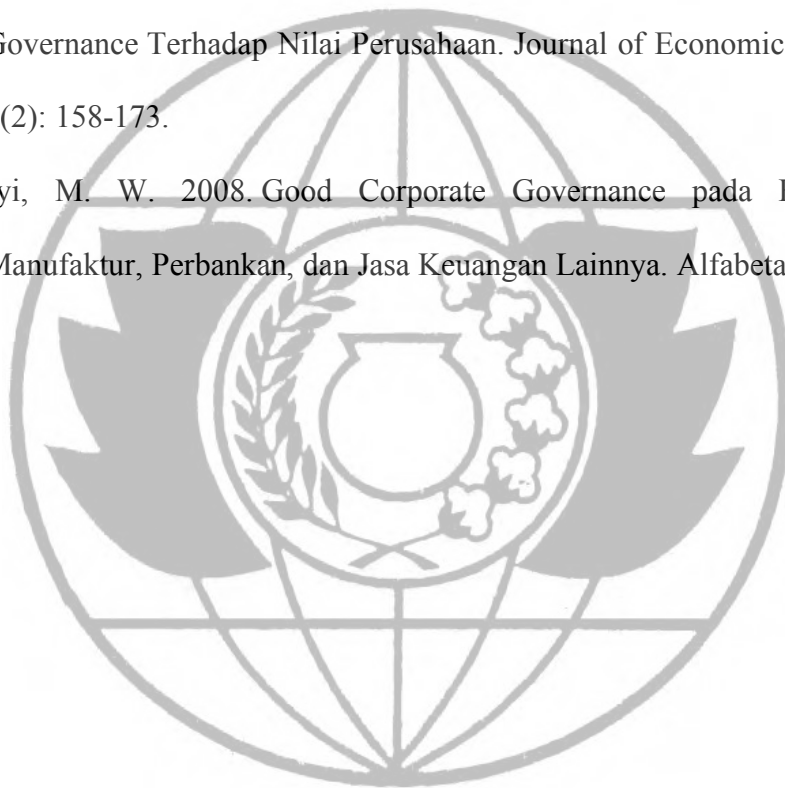 Governance Terhadap Nilai Perusahaan. Journal of Economic
(2): 158-173.
yi, M. W. 2008. Good Corporate Governance pada
Manufaktur, Perbankan, dan Jasa Keuangan Lainnya. Alfabeta